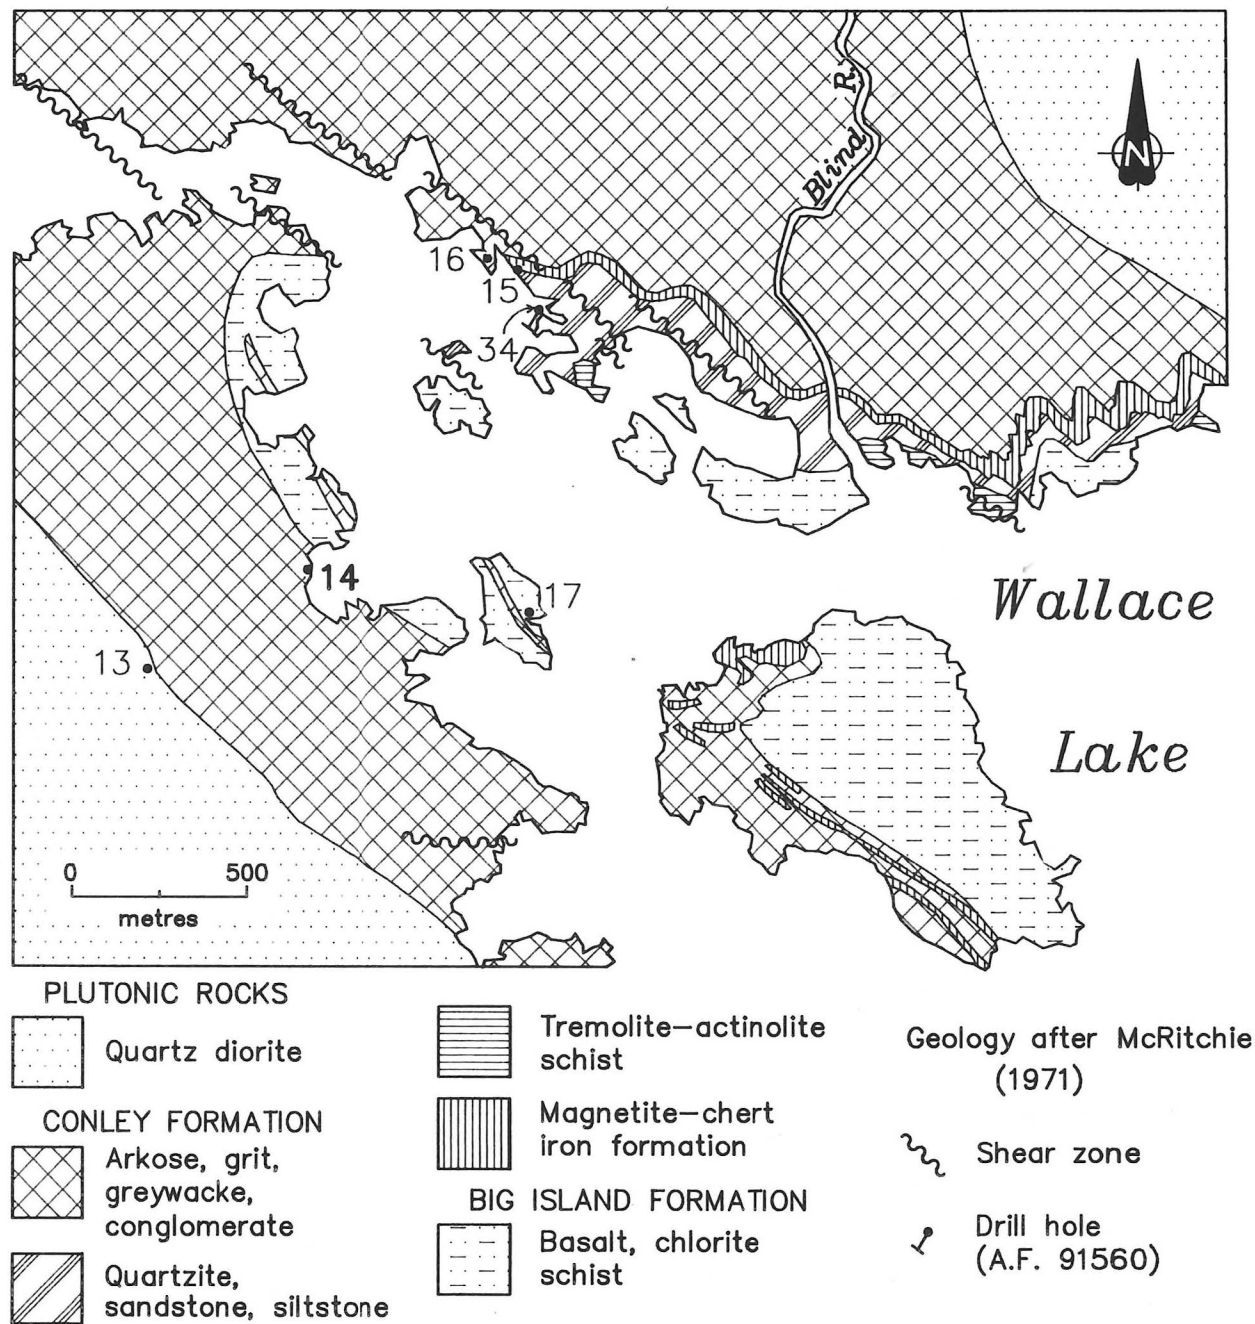 R.
Blind
N
16
15
34
14
17
13
Wallace
Lake
0 500
metres
PLUTONIC ROCKS
Quartz diorite
CONLEY FORMATION
Arkose, grit,
greywacke,
conglomerate
Quartzite,
sandstone, siltstone
Tremolite-actinolite
schist
Magnetite-chert
iron formation
BIG ISLAND FORMATION
Basalt, chlorite
schist
Geology after McRitchie
(1971)
Shear zone
Drill hole
(A.F. 91560)